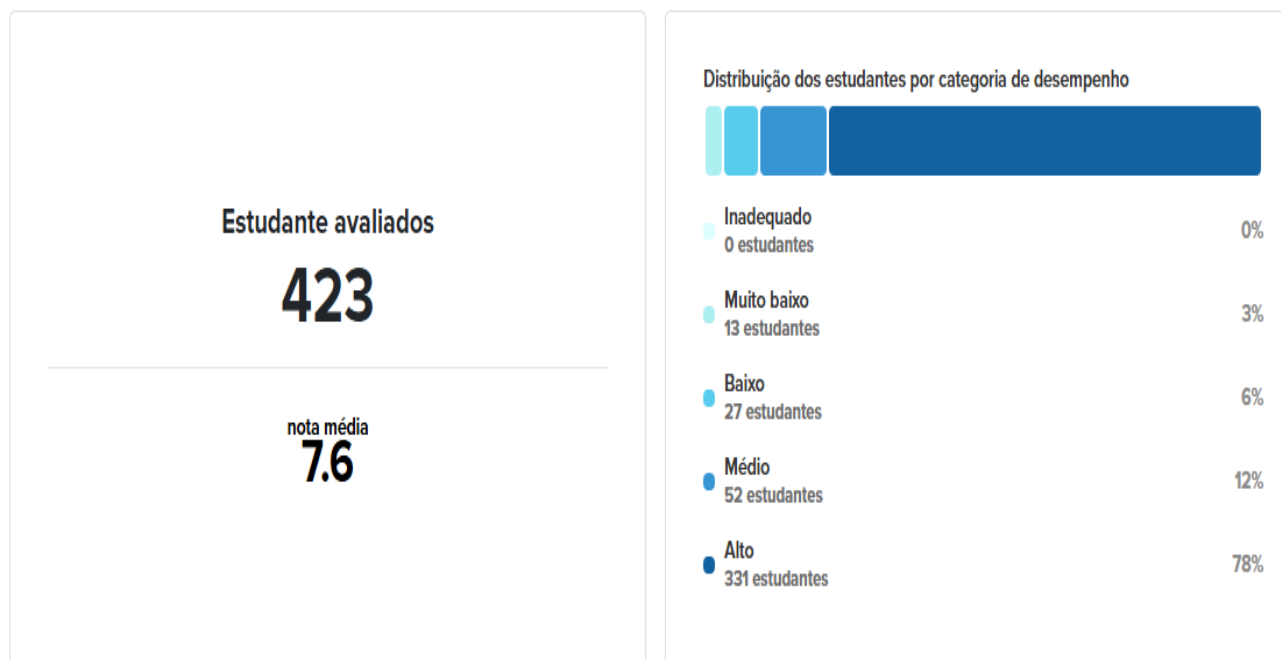 Estudante avaliados
423
nota média
7.6
Distribuição dos estudantes por categoria de desempenho
Inadequado
0 estudantes
0%
Muito baixo
13 estudantes
3%
Baixo
27 estudantes
6%
Médio
52 estudantes
12%
Alto
331 estudantes
78%